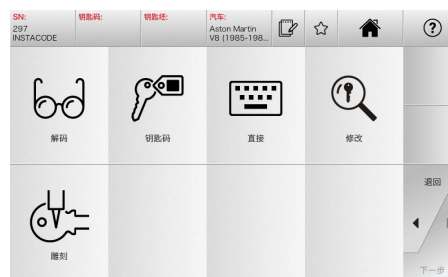 SN:
297
INSTACODE
钥匙码:
钥匙坯:
汽车:
Aston Martin
V8 (1985-198...
解码
钥匙码
直接
修改
退回
雕刻
下一步